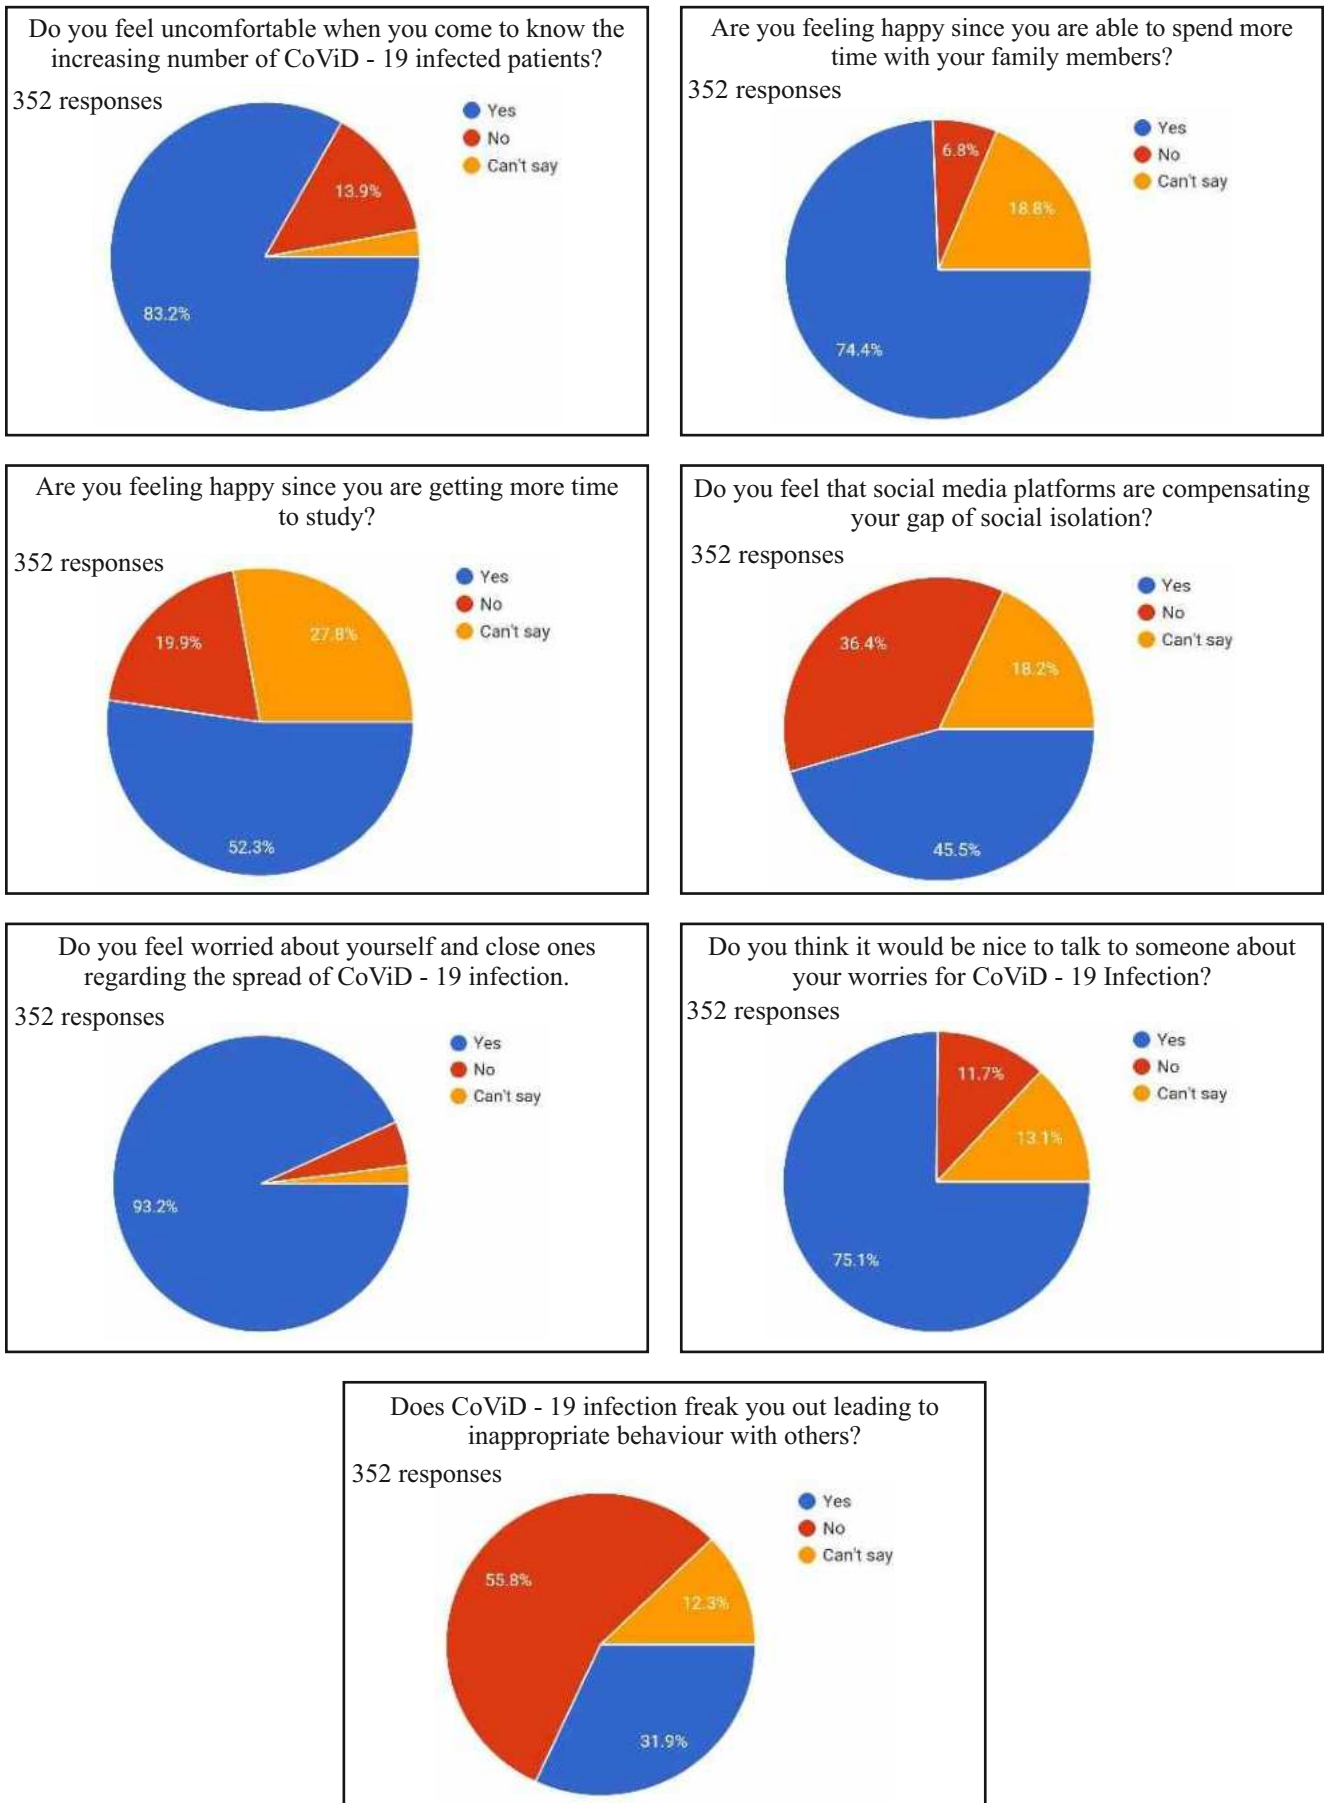 Do you feel uncomfortable when you come to know the
increasing number of CoViD - 19 infected patients?
352 responses
Yes
No
Can't say
13.9%
83.2%
Are you feeling happy since you are able to spend more
time with your family members?
352 responses
Yes
No
Can't say
6.8%
18.8%
74.4%
Are you feeling happy since you are getting more time
to study?
352 responses
Yes
No
Can't say
19.9%
27.8%
52.3%
Do you feel that social media platforms are compensating
your gap of social isolation?
352 responses
Yes
No
Can't say
36.4%
18.2%
45.5%
Do you feel worried about yourself and close ones
regarding the spread of CoViD - 19 infection.
352 responses
Yes
No
Can't say
93.2%
Do you think it would be nice to talk to someone about
your worries for CoViD - 19 Infection?
352 responses
Yes
No
Can't say
11.7%
13.1%
75.1%
Does CoViD - 19 infection freak you out leading to
inappropriate behaviour with others?
352 responses
Yes
No
Can't say
55.8%
12.3%
31.9%